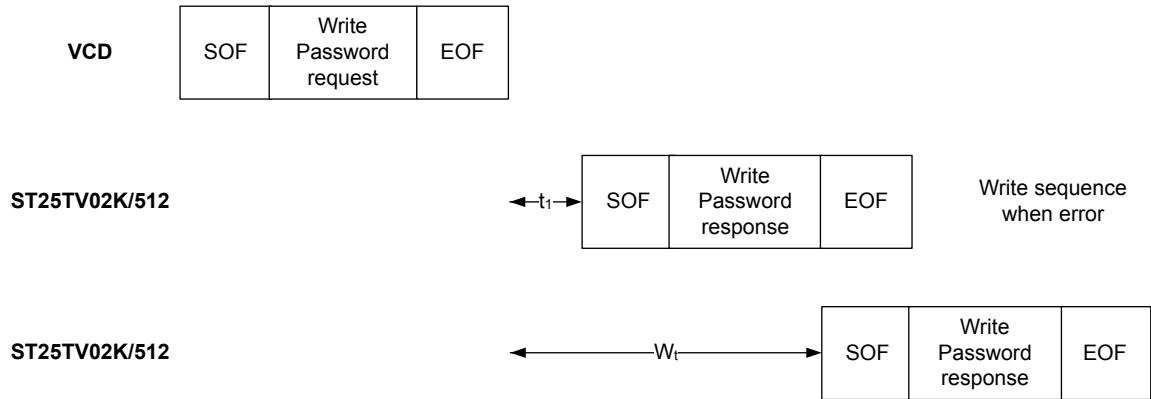 VCD
SOF
Write
Password
request
EOF
ST25TV02K/512
t1
SOF
Write
Password
response
EOF
Write sequence
when error
ST25TV02K/512
Wt
SOF
Write
Password
response
EOF